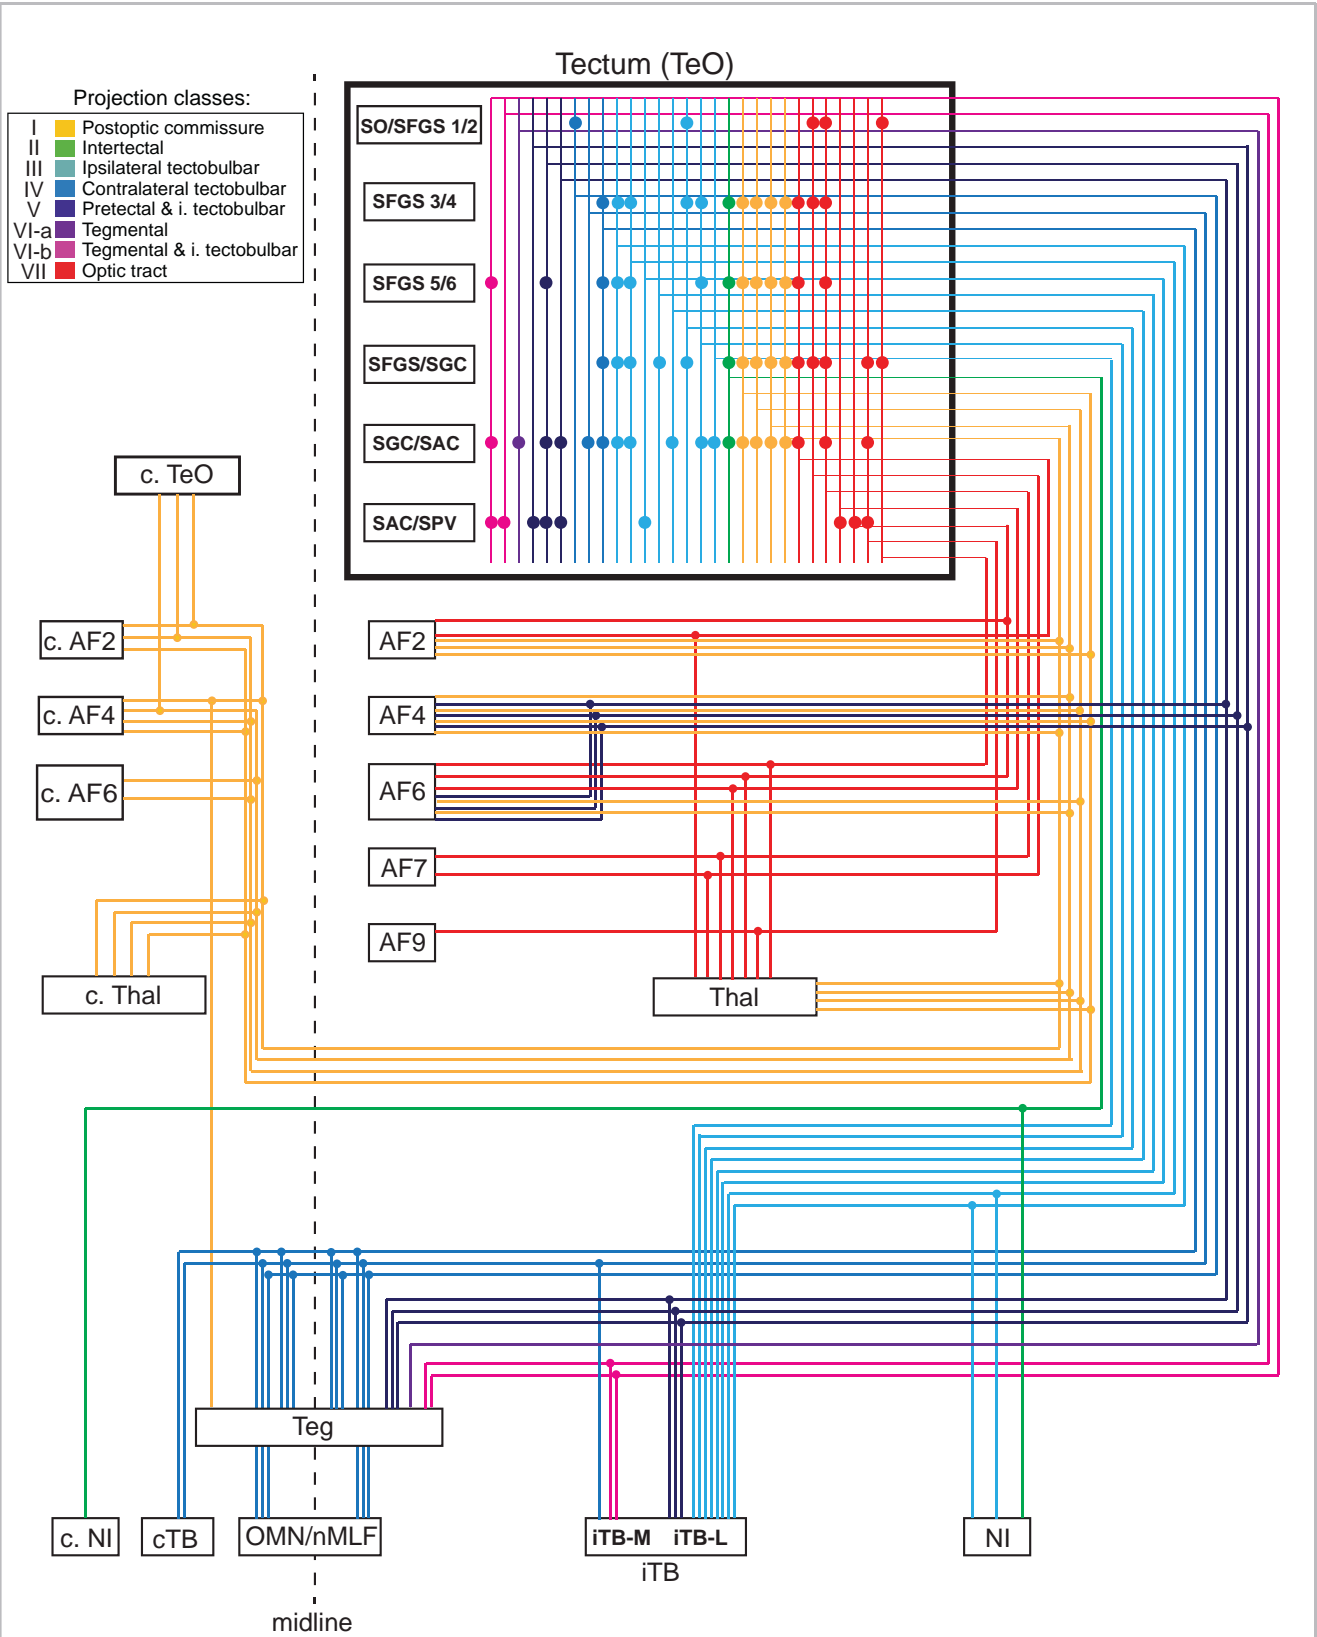 Tectum (TeO)
Projection classes:
I Postoptic commissure
II Intertectal
III Ipsilateral tectobulbar
IV Contralateral tectobulbar
V Pretectal & i. tectobulbar
VI-a Tegmental
VI-b Tegmental & i. tectobulbar
VII Optic tract
SO/SFGS 1/2
SFGS 3/4
SFGS 5/6
SFGS/SGC
SGC/SAC
SAC/SPV
c. TeO
c. AF2
AF2
c. AF4
AF4
c. AF6
AF6
AF7
AF9
c. Thal
Thal
Teg
c. NI
cTB
OMN/nMLF
iTB-M iTB-L
NI
iTB
midline